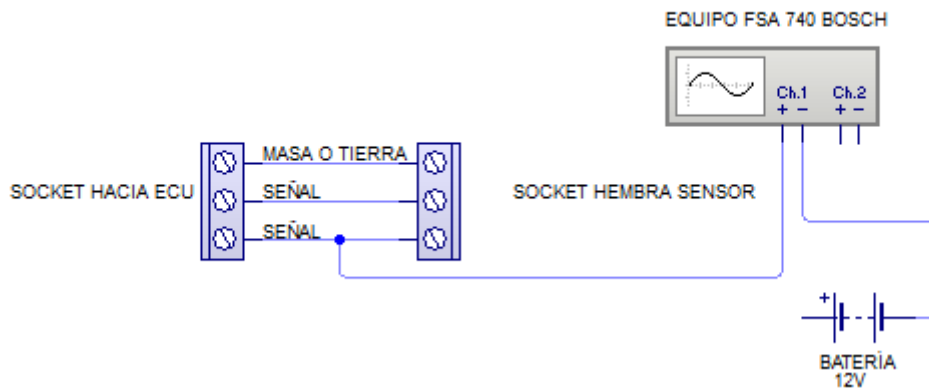 EQUIPO FSA 740 BOSCH
Ch.1 Ch.2
+ − + −
MASA O TIERRA
SOCKET HACIA ECU
SEÑAL
SOCKET HEMBRA SENSOR
SEÑAL
+
BATERÍA
12V